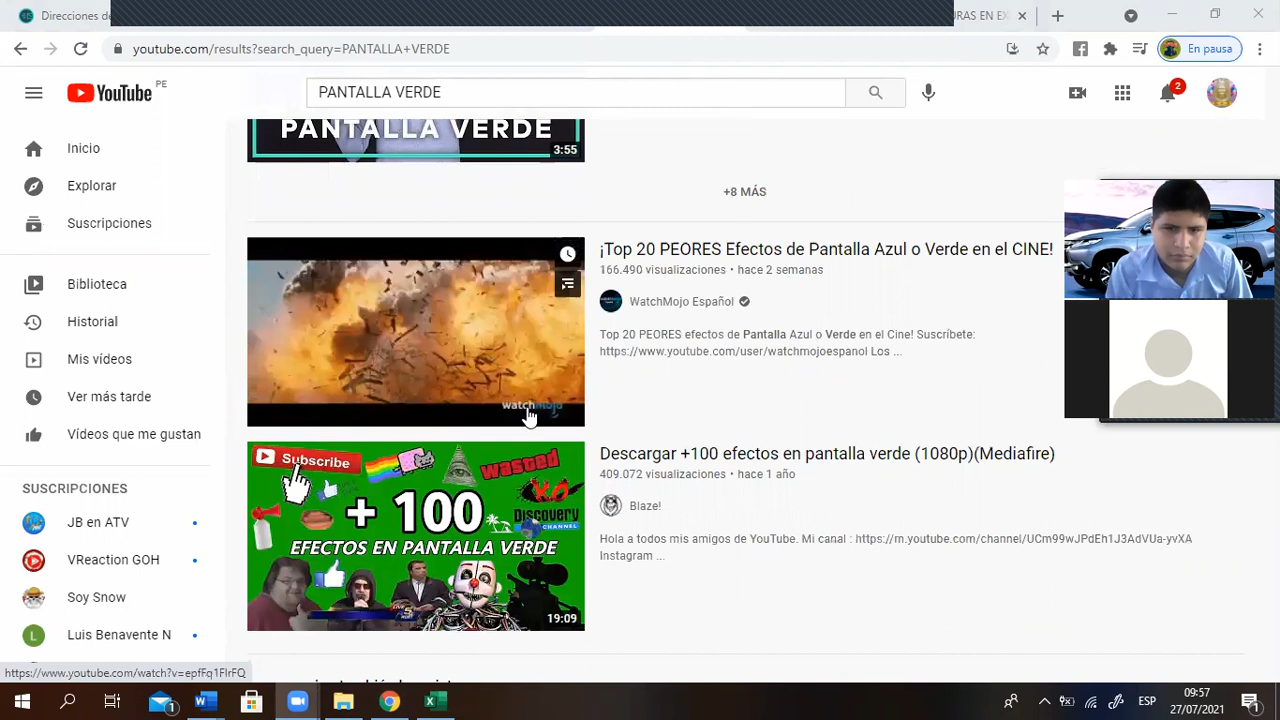 Direcciones de
RAS EN EX
youtube.com/results?search_query=PANTALLA+VERDE
En pausa
YouTube PE
PANTALLA VERDE
2
Inicio
Explorar
Suscripciones
Biblioteca
Historial
Mis vídeos
Ver más tarde
Vídeos que me gustan
SUSCRIPCIONES
JB en ATV
VReaction GOH
Soy Snow
L Luis Benavente N
PANTALLA VERDE
3:55
+8 MÁS
watchmojo
¡Top 20 PEORES Efectos de Pantalla Azul o Verde en el CINE!
166.490 visualizaciones • hace 2 semanas
WatchMojo Español
Top 20 PEORES efectos de Pantalla Azul o Verde en el Cine! Suscríbete:
https://www.youtube.com/user/watchmojoespanol Los ...
Subscribe
wasted
K.O
+ 100
Discovery
CHANNEL
EFECTOS EN PANTALLA VERDE
LIVE
5
19:09
Descargar +100 efectos en pantalla verde (1080p)(Mediafire)
409.072 visualizaciones • hace 1 año
Blaze!
Hola a todos mis amigos de YouTube. Mi canal : https://m.youtube.com/channel/UCm99wJPdEh1J3AdVUa-yvXA
Instagram ...
https://www.youtube.com/watch?v=epfFq1FIrFQ
1
ESP
09:57
27/07/2021
1